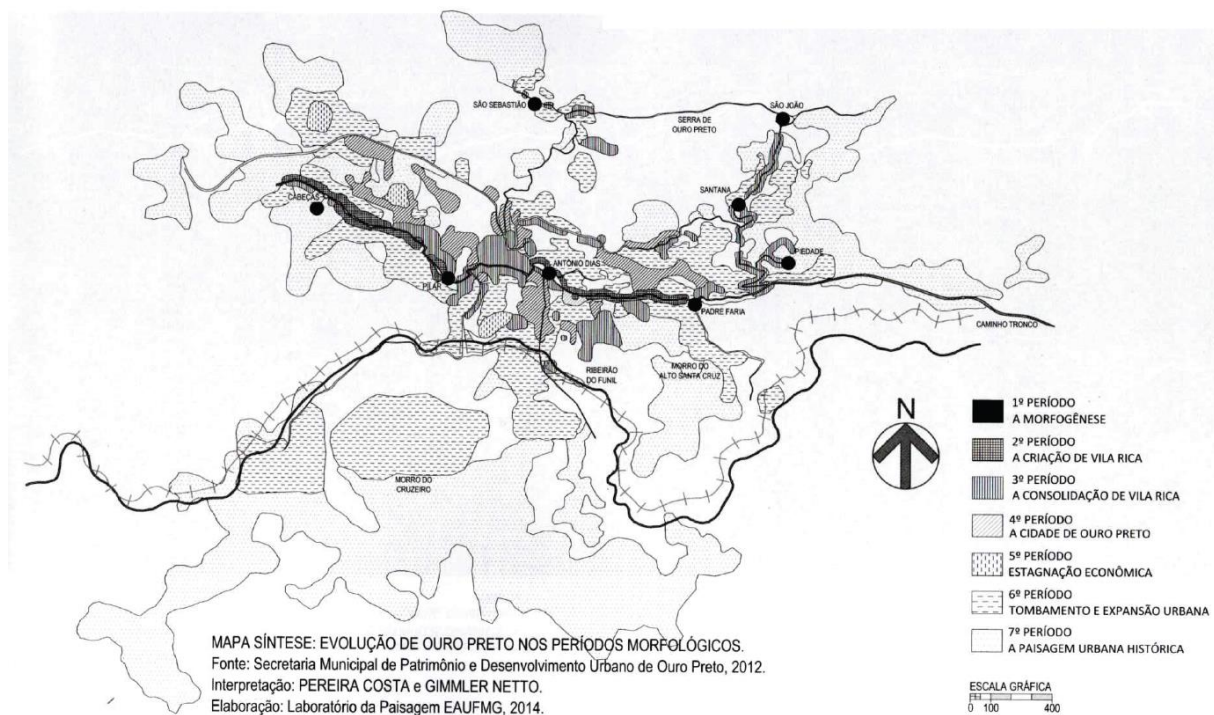 SÃO SEBASTIÃO
SÃO JOÃO
SERRA DE
OURO PRETO
SANTANA
CABEÇAS
PIEDADE
ANTÔNIO DIAS
PILAR
PADRE FARIA
CAMINHO TRONCO
RIBEIRÃO
DO FUNIL
MORRO DO
ALTO SANTA CRUZ
MORRO DO
CRUZEIRO
N
1º PERÍODO
A MORFOGÊNESE
2º PERÍODO
A CRIAÇÃO DE VILA RICA
3º PERÍODO
A CONSOLIDAÇÃO DE VILA RICA
4º PERÍODO
A CIDADE DE OURO PRETO
5º PERÍODO
ESTAGNAÇÃO ECONÔMICA
6º PERÍODO
TOMBAMENTO E EXPANSÃO URBANA
7º PERÍODO
A PAISAGEM URBANA HISTÓRICA
MAPA SÍNTESE: EVOLUÇÃO DE OURO PRETO NOS PERÍODOS MORFOLÓGICOS.
Fonte: Secretaria Municipal de Patrimônio e Desenvolvimento Urbano de Ouro Preto, 2012.
Interpretação: PEREIRA COSTA e GIMMLER NETTO.
Elaboração: Laboratório da Paisagem EAUFMG, 2014.
ESCALA GRÁFICA
0 100 400